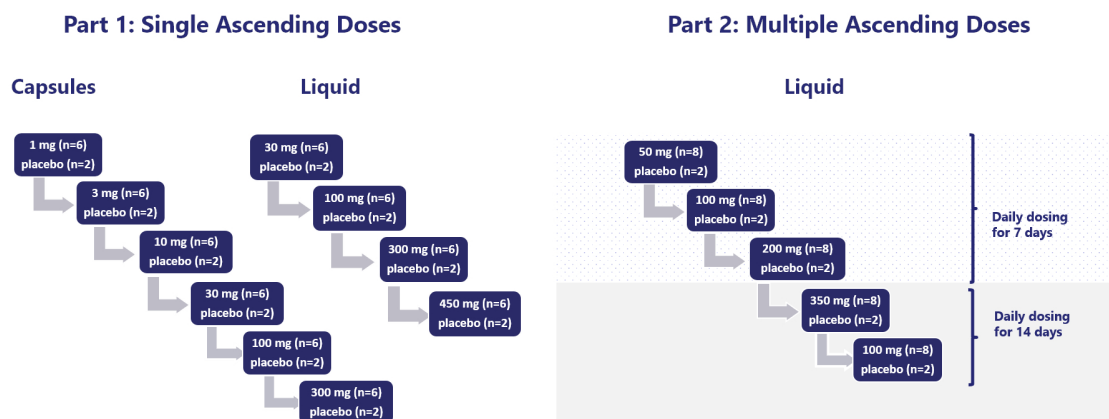 Part 1: Single Ascending Doses
Capsules
1 mg (n=6)
placebo (n=2)
3 mg (n=6)
placebo (n=2)
10 mg (n=6)
placebo (n=2)
30 mg (n=6)
placebo (n=2)
100 mg (n=6)
placebo (n=2)
300 mg (n=6)
placebo (n=2)
Liquid
30 mg (n=6)
placebo (n=2)
100 mg (n=6)
placebo (n=2)
300 mg (n=6)
placebo (n=2)
450 mg (n=6)
placebo (n=2)
Part 2: Multiple Ascending Doses
Liquid
50 mg (n=8)
placebo (n=2)
100 mg (n=8)
placebo (n=2)
200 mg (n=8)
placebo (n=2)
Daily dosing
for 7 days
350 mg (n=8)
placebo (n=2)
100 mg (n=8)
placebo (n=2)
Daily dosing
for 14 days